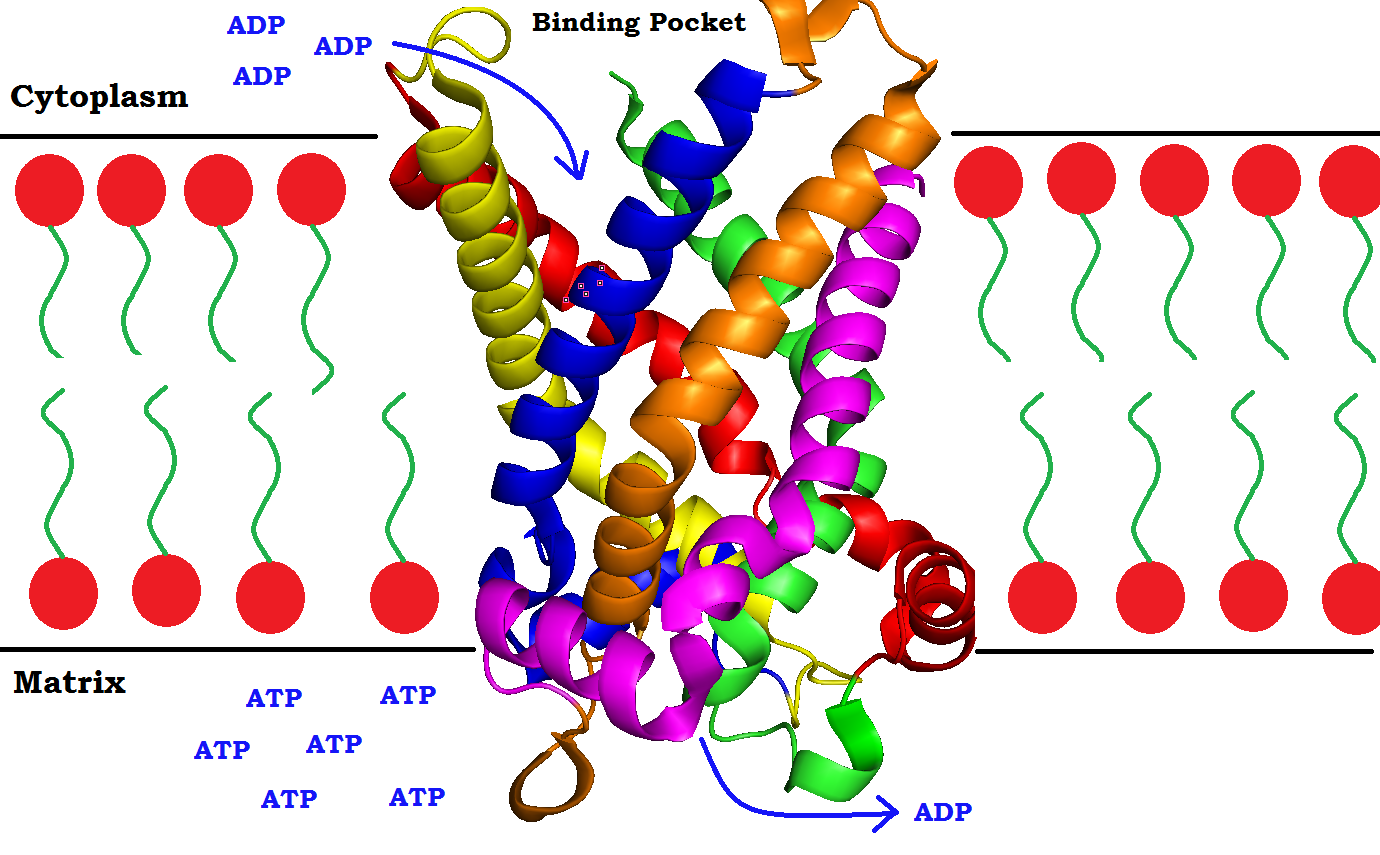 Binding Pocket
ADP
ADP
ADP
Cytoplasm
Matrix
ATP
ATP
ATP
ATP
ATP
ATP
ADP